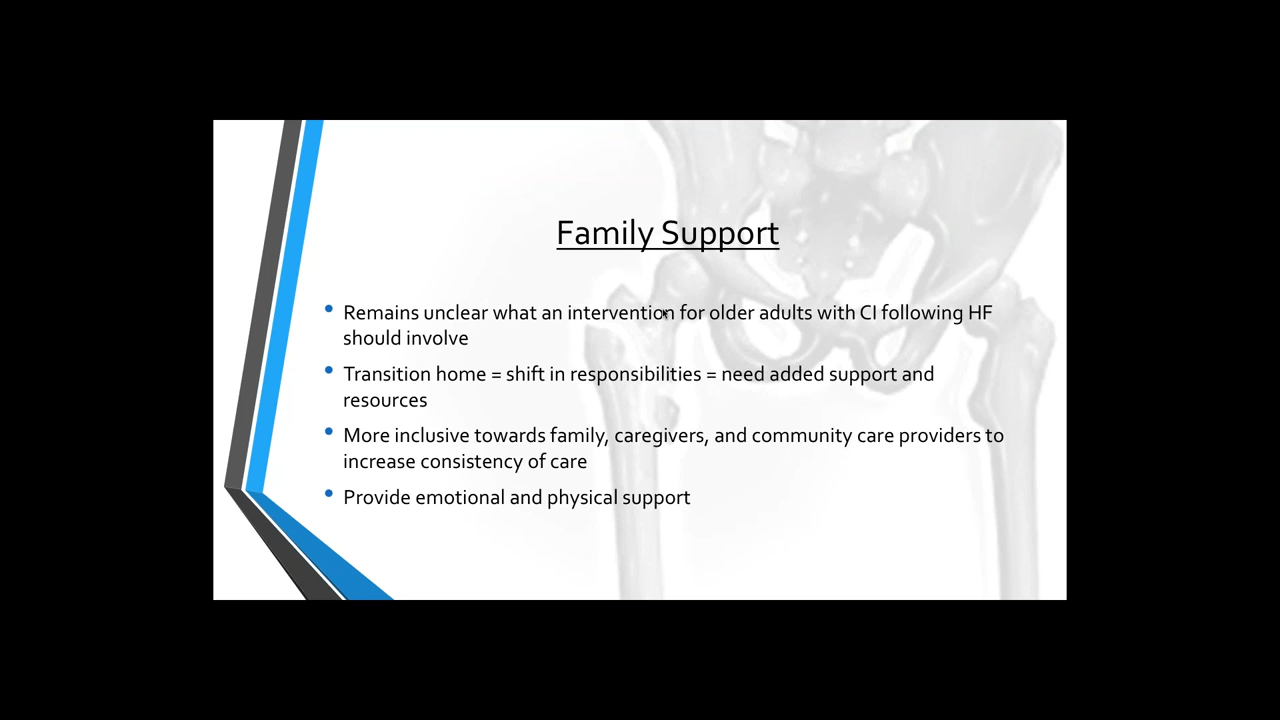 Family Support
• Remains unclear what an intervention for older adults with CI following HF
should involve
• Transition home = shift in responsibilities = need added support and
resources
• More inclusive towards family, caregivers, and community care providers to
increase consistency of care
• Provide emotional and physical support